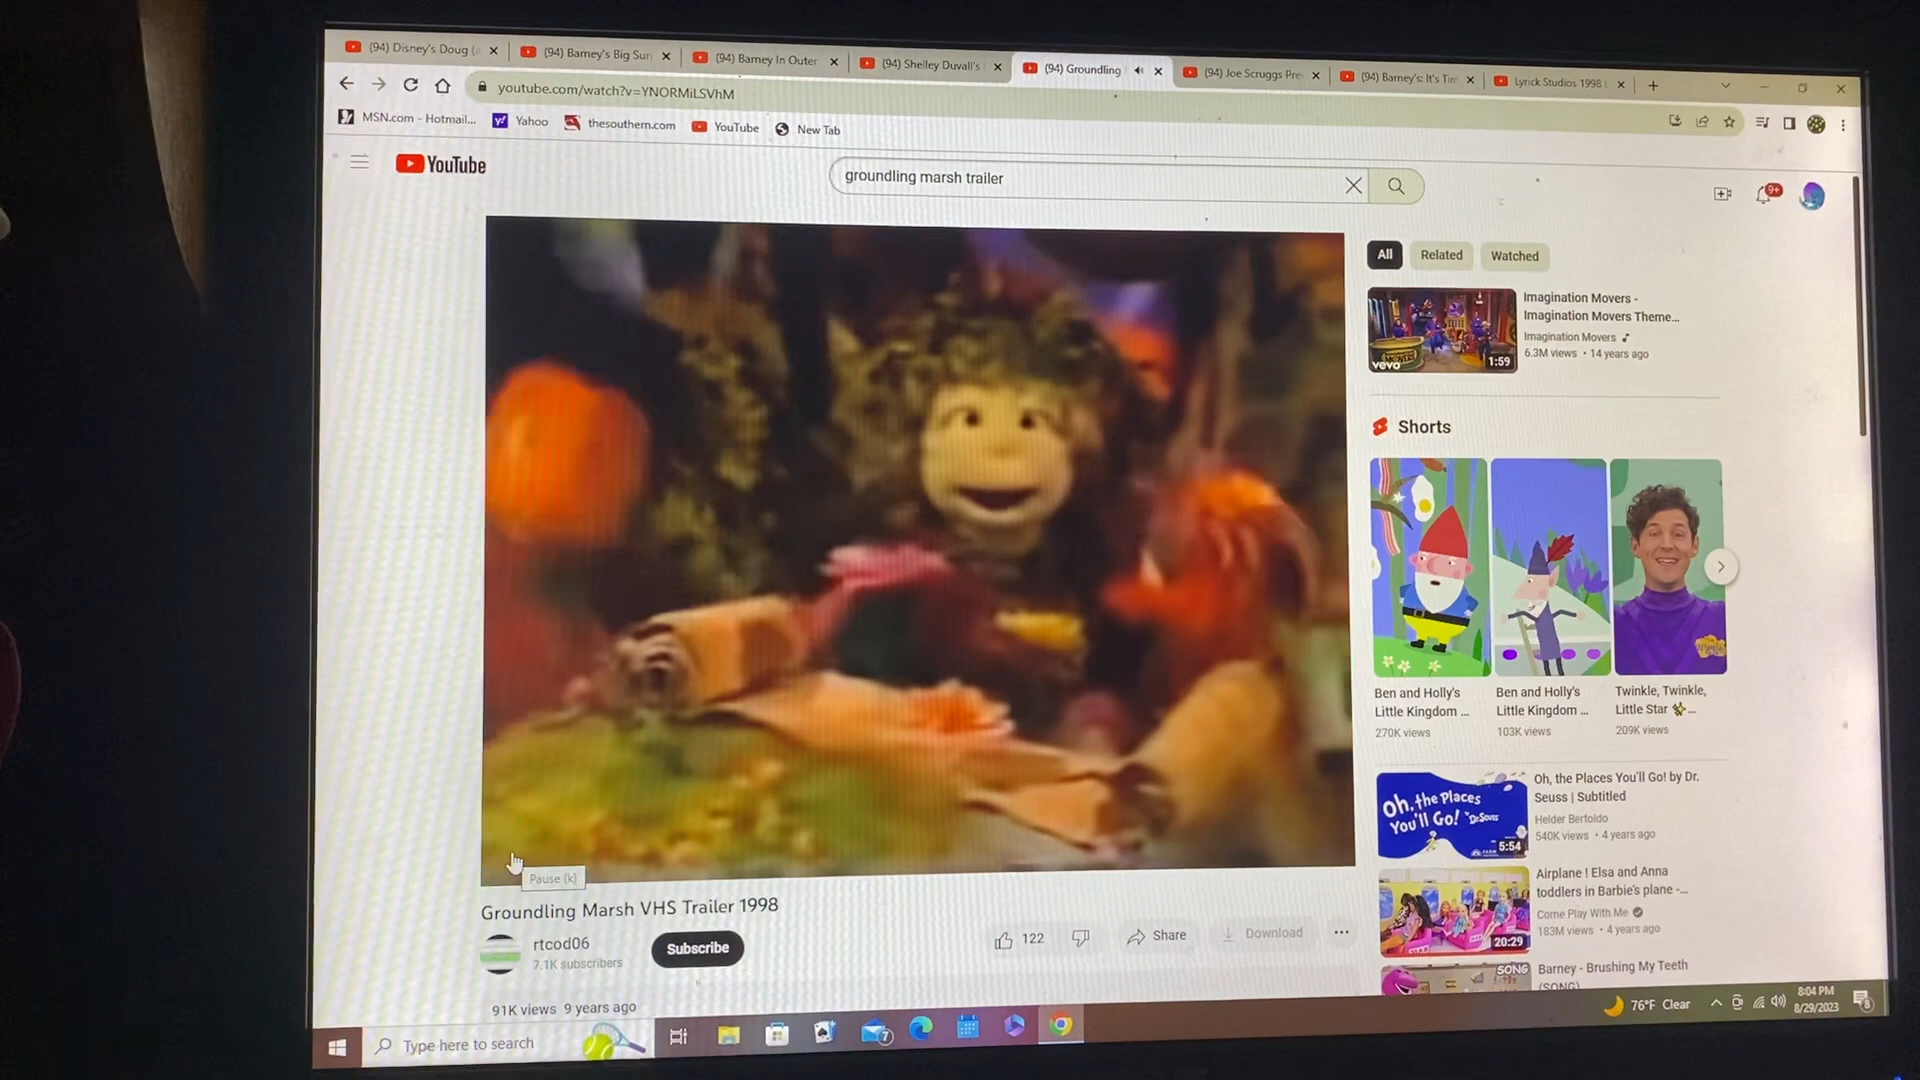 (94) Disney's Doug (
(94) Barney's Big Sur
(94) Barney In Outer
(94) Shelley Duvall's
(94) Groundling
(94) Joe Scruggs Pre
(94) Barney's: It's Tim
Lyrick Studios 1998
youtube.com/watch?v=YNORMiLSVhM
MSN.com - Hotmail...
Yahoo
thesouthern.com
YouTube
New Tab
YouTube
groundling marsh trailer
9+
All
Related
Watched
Imagination Movers -
Imagination Movers Theme...
Imagination Movers
6.3M views • 14 years ago
vevo
1:59
Shorts
Ben and Holly's
Little Kingdom ...
270K views
Ben and Holly's
Little Kingdom ...
103K views
Twinkle, Twinkle,
Little Star ✨...
209K views
Oh, the Places
You'll Go!
5:54
Oh, the Places You'll Go! by Dr.
Seuss | Subtitled
Helder Bertoldo
540K views • 4 years ago
20:29
Airplane ! Elsa and Anna
toddlers in Barbie's plane -...
Come Play With Me
183M views • 4 years ago
SONG
Barney - Brushing My Teeth
(SONG)
Pause (k)
Groundling Marsh VHS Trailer 1998
rtcod06
7.1K subscribers
Subscribe
122
Share
Download
91K views 9 years ago
Type here to search
7
76°F Clear
8:04 PM
8/29/2023
8